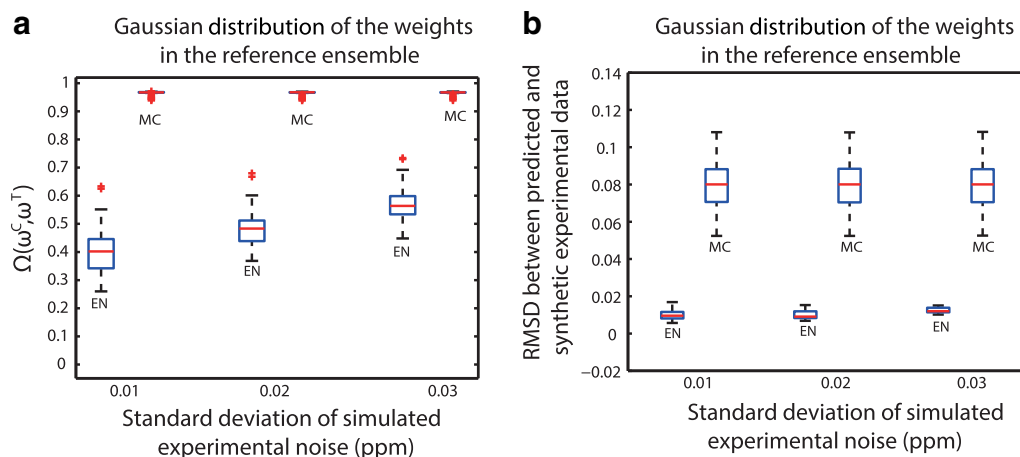 a
Gaussian distribution of the weights
in the reference ensemble
1
0.9
0.8
0.7
0.6
0.5
0.4
0.3
0.2
0.1
0
Ω(ω^C,ω^T)
MC
MC
MC
EN
EN
EN
0.01
0.02
0.03
Standard deviation of simulated
experimental noise (ppm)
b
Gaussian distribution of the weights
in the reference ensemble
RMSD between predicted and
synthetic experimental data
0.14
0.12
0.1
0.08
0.06
0.04
0.02
0
−0.02
MC
MC
MC
EN
EN
EN
0.01
0.02
0.03
Standard deviation of simulated
experimental noise (ppm)